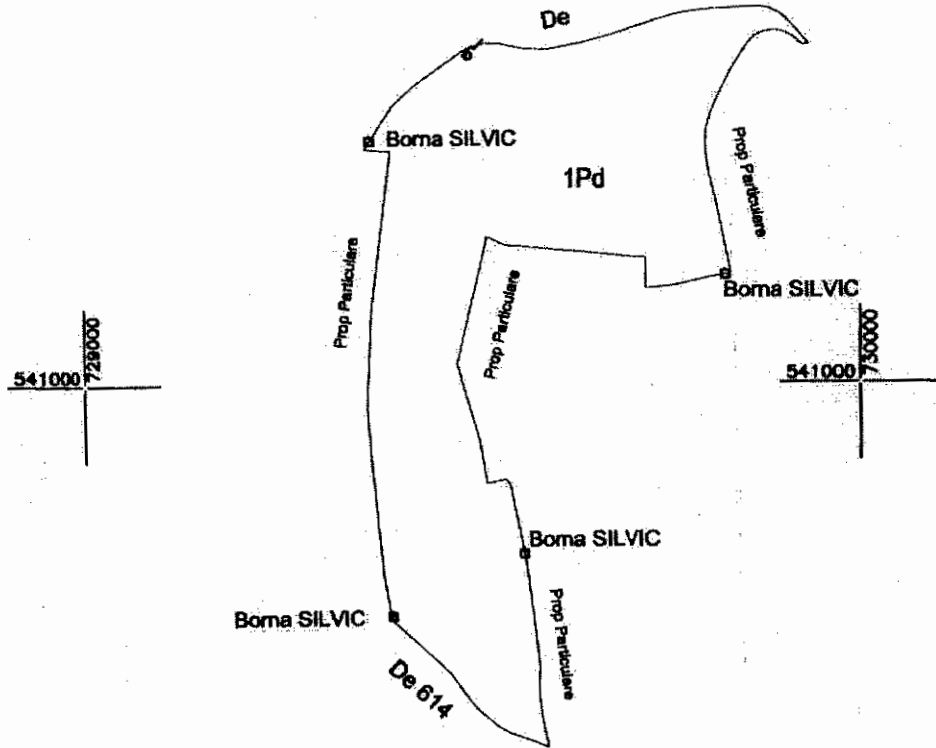 De
Borna SILVIC
1Pd
Prop Particulare
Prop Particulare
Prop Particulare
Borna SILVIC
541000
729000
541000
730000
Borna SILVIC
Borna SILVIC
Prop Particulare
De 614